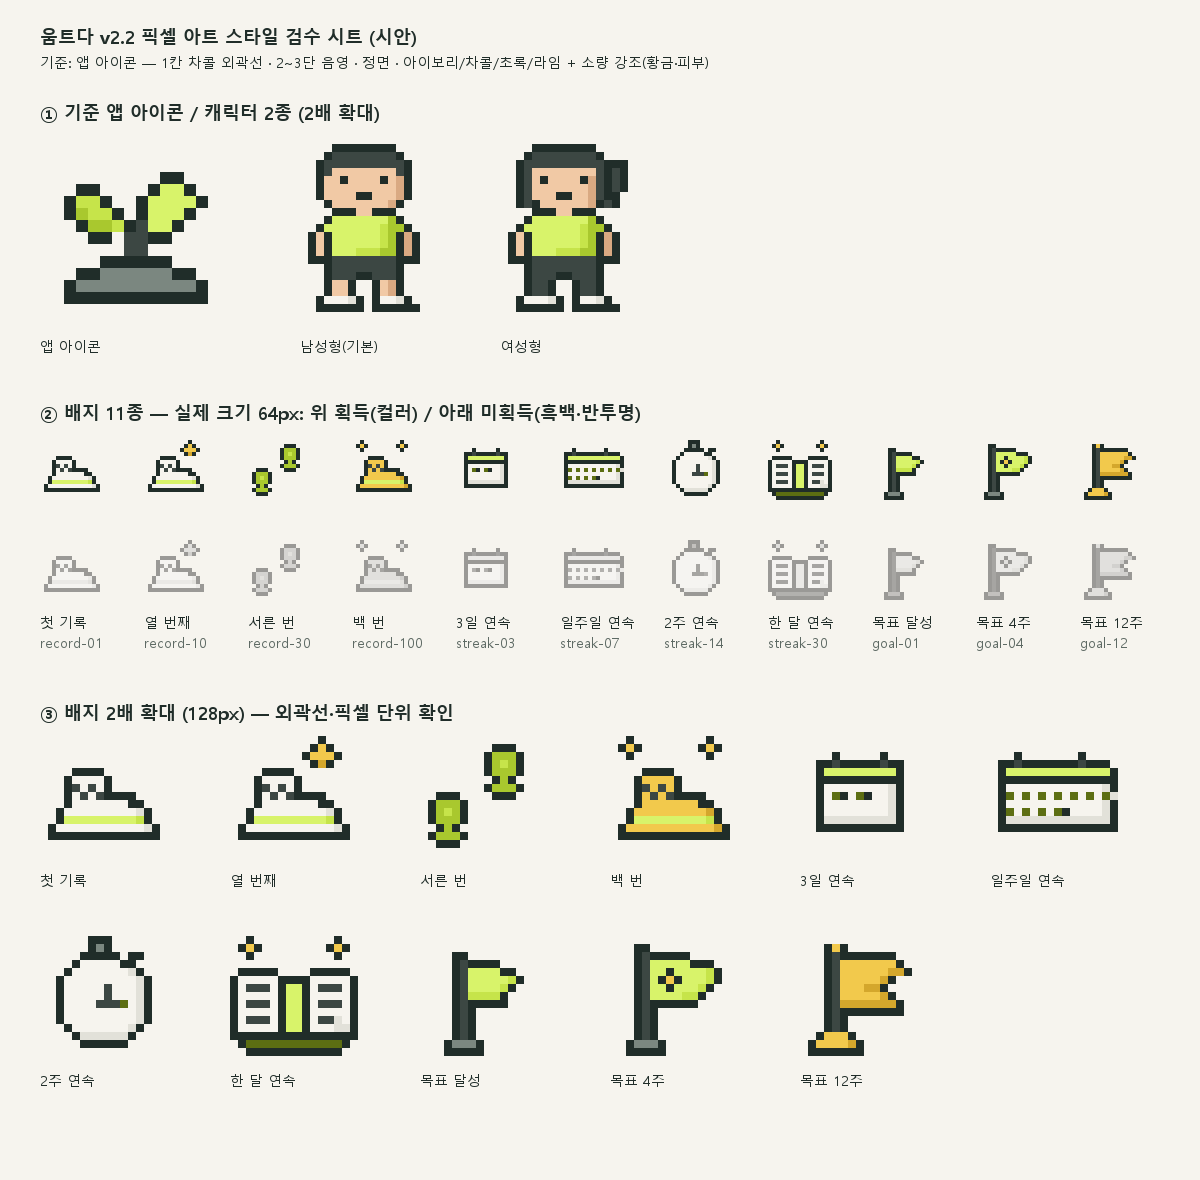 움트다 v2.2 픽셀 아트 스타일 검수 시트 (시안)
기준: 앱 아이콘 — 1칸 차콜 외곽선 · 2~3단 음영 · 정면 · 아이보리/차콜/초록/라임 + 소량 강조(황금·피부)
① 기준 앱 아이콘 / 캐릭터 2종 (2배 확대)
앱 아이콘 남성형(기본) 여성형
② 배지 11종 — 실제 크기 64px: 위 획득(컬러) / 아래 미획득(흑백·반투명)
첫 기록 열 번째 서른 번 백 번 3일 연속 일주일 연속 2주 연속 한 달 연속 목표 달성 목표 4주 목표 12주
record-01 record-10 record-30 record-100 streak-03 streak-07 streak-14 streak-30 goal-01 goal-04 goal-12
③ 배지 2배 확대 (128px) — 외곽선·픽셀 단위 확인
첫 기록 열 번째 서른 번 백 번 3일 연속 일주일 연속
2주 연속 한 달 연속 목표 달성 목표 4주 목표 12주